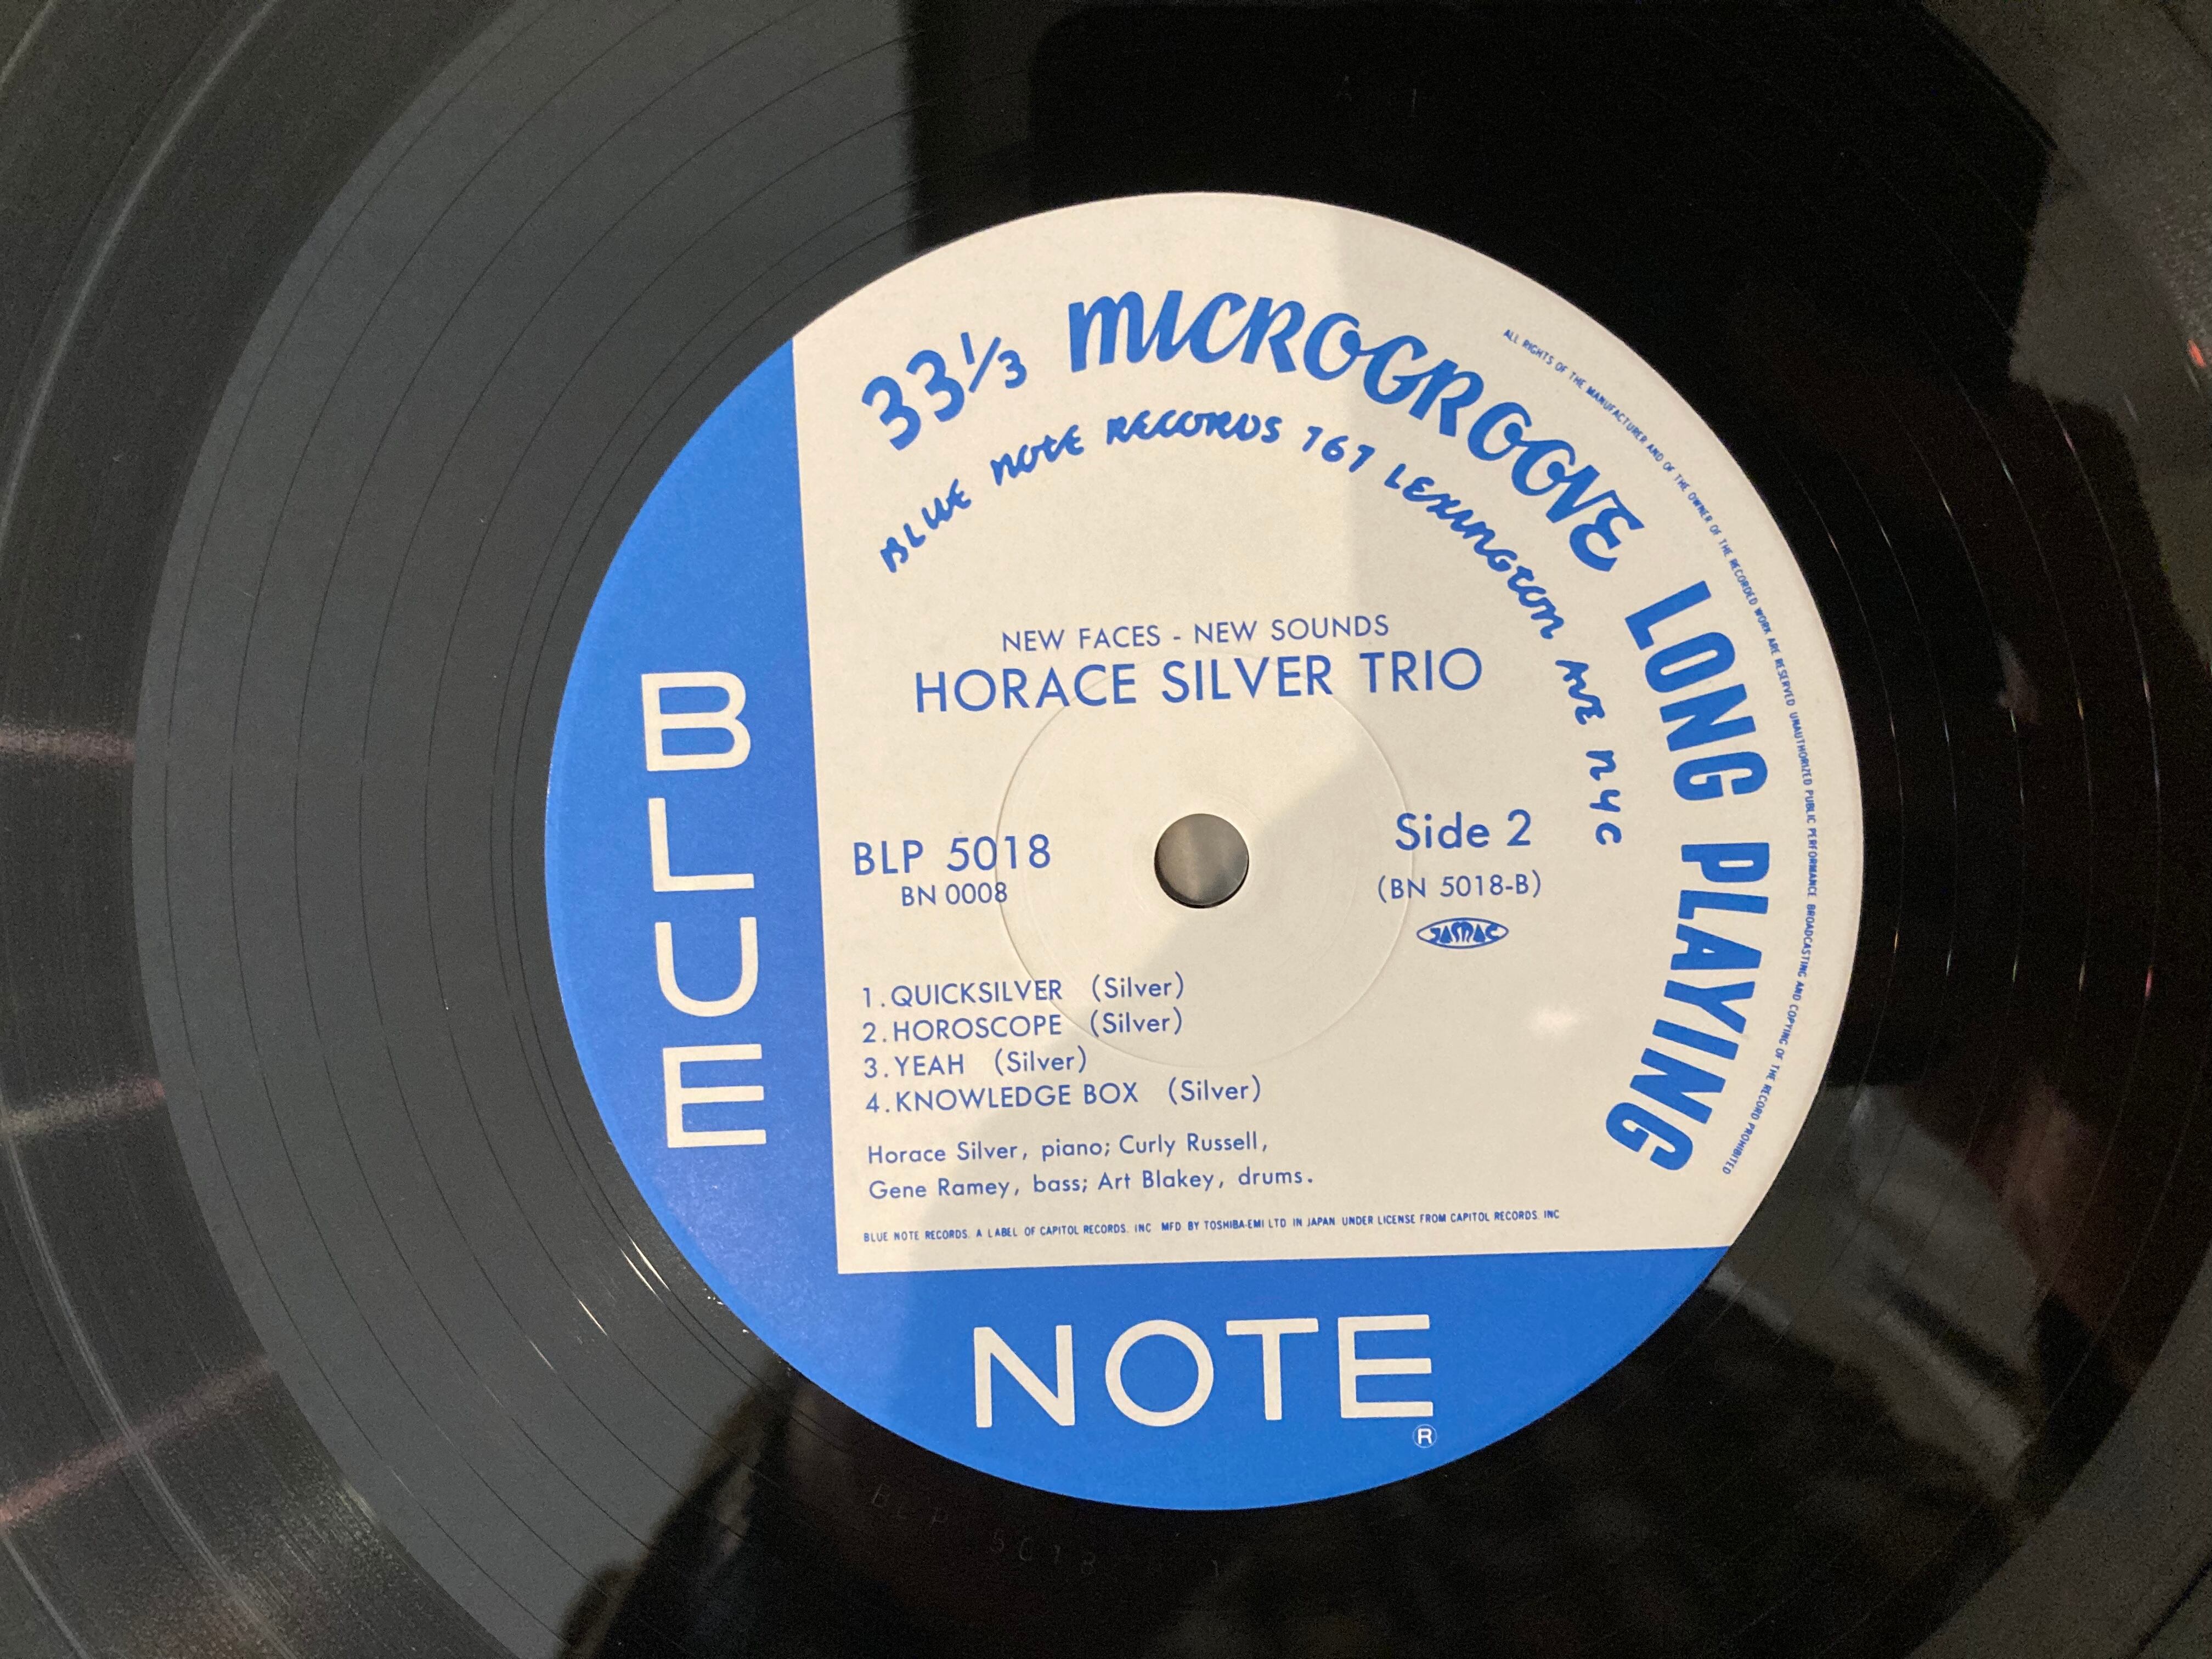 33⅓ MICROGROOVE LONG PLAYING
BLUE NOTE RECORDS 767 LEXINGTON AVE NYC
ALL RIGHTS OF THE MANUFACTURER AND OF THE OWNER OF THE RECORDED WORK ARE RESERVED UNAUTHORIZED PUBLIC PERFORMANCE BROADCASTING AND COPYING OF THE RECORD PROHIBITED
NEW FACES - NEW SOUNDS
HORACE SILVER TRIO
BLP 5018
BN 0008
Side 2
(BN 5018-B)
JASRAC
1.QUICKSILVER (Silver)
2.HOROSCOPE (Silver)
3.YEAH (Silver)
4.KNOWLEDGE BOX (Silver)
Horace Silver, piano; Curly Russell,
Gene Ramey, bass; Art Blakey, drums.
BLUE NOTE RECORDS. A LABEL OF CAPITOL RECORDS. INC MFD. BY TOSHIBA-EMI LTD. IN JAPAN. UNDER LICENSE FROM CAPITOL RECORDS. INC
BLUE
NOTE
®
BLP 5018